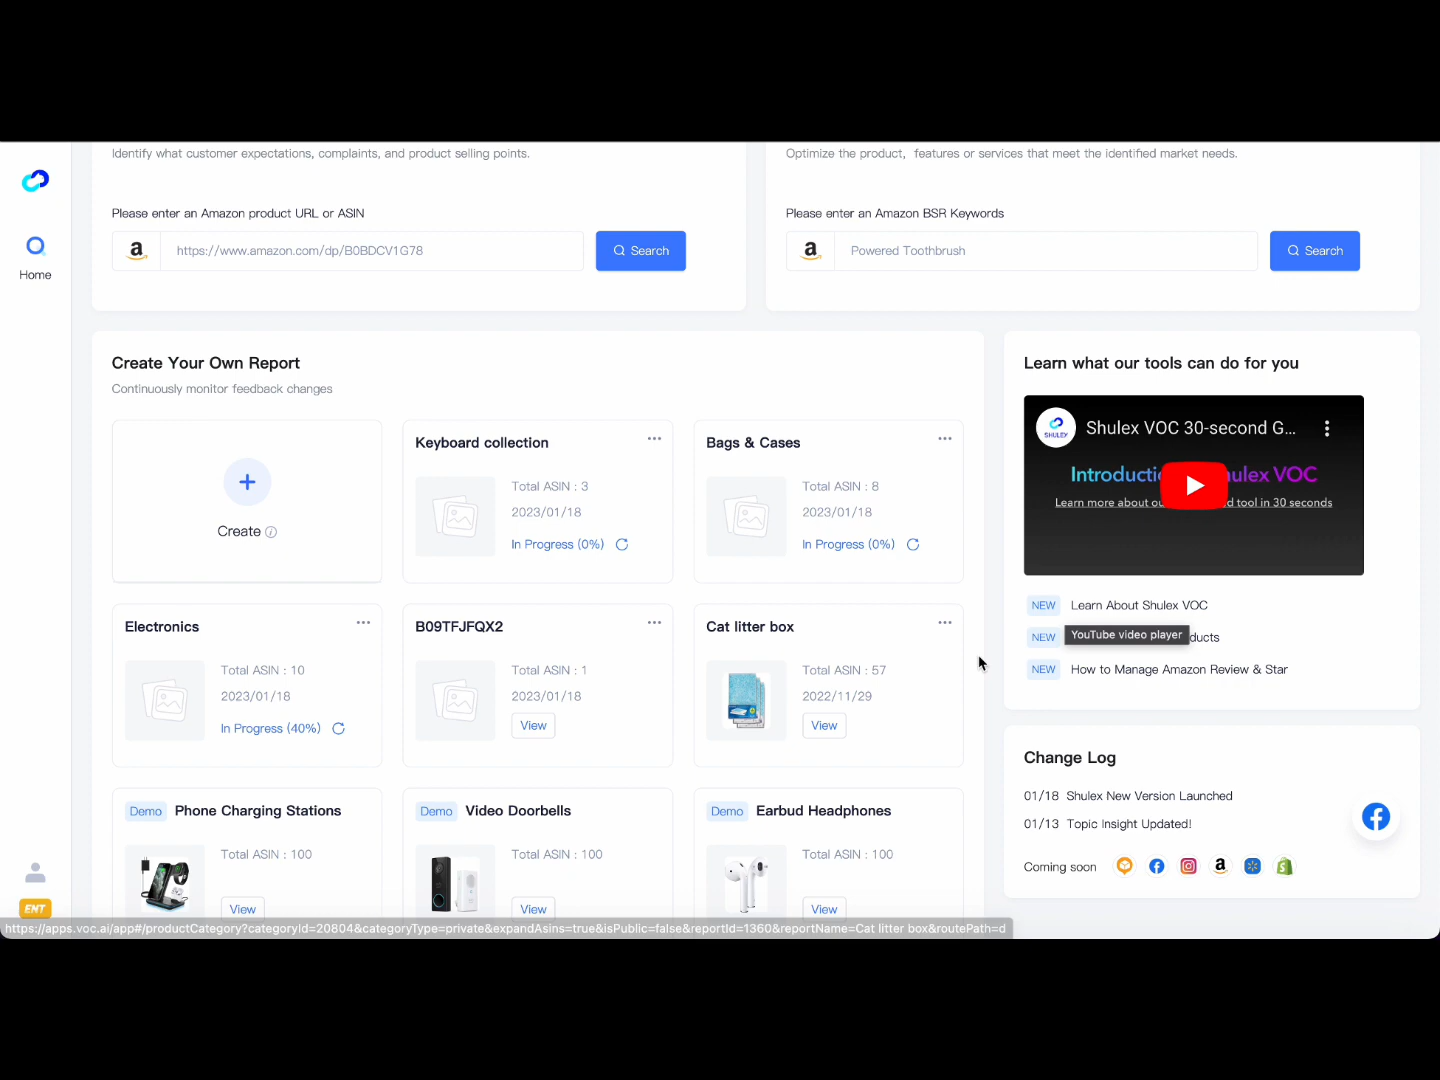 Identify what customer expectations, complaints, and product selling points.
Optimize the product, features or services that meet the identified market needs.
Please enter an Amazon product URL or ASIN
Please enter an Amazon BSR Keywords
https://www.amazon.com/dp/B0BDCV1G78
Search
Powered Toothbrush
Search
Home
Create Your Own Report
Continuously monitor feedback changes
Create
Keyboard collection
Total ASIN : 3
2023/01/18
In Progress (0%)
Bags & Cases
Total ASIN : 8
2023/01/18
In Progress (0%)
Electronics
Total ASIN : 10
2023/01/18
In Progress (40%)
B09TFJFQX2
Total ASIN : 1
2023/01/18
View
Cat litter box
Total ASIN : 57
2022/11/29
View
Demo Phone Charging Stations
Total ASIN : 100
View
Demo Video Doorbells
Total ASIN : 100
View
Demo Earbud Headphones
Total ASIN : 100
View
Learn what our tools can do for you
SHULEX
Shulex VOC 30-second G...
Introducti ulex VOC
Learn more about ou d tool in 30 seconds
NEW Learn About Shulex VOC
NEW YouTube video player ducts
NEW How to Manage Amazon Review & Star
Change Log
01/18 Shulex New Version Launched
01/13 Topic Insight Updated!
Coming soon
ENT
https://apps.voc.ai/app#/productCategory?categoryId=20804&categoryType=private&expandAsins=true&isPublic=false&reportId=1360&reportName=Cat litter box&routePath=d